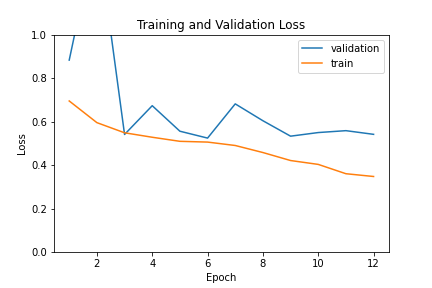 Training and Validation Loss
validation
train
1.0
0.8
0.6
0.4
0.2
0.0
Loss
2 4 6 8 10 12
Epoch